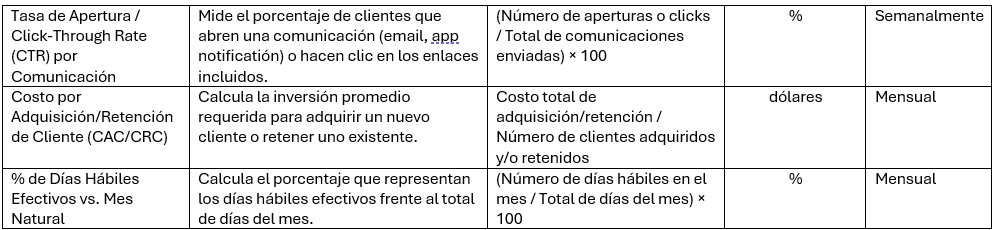 Tasa de Apertura /
Click-Through Rate
(CTR) por
Comunicación
Mide el porcentaje de clientes que
abren una comunicación (email, app
notificatión) o hacen clic en los enlaces
incluidos.
(Número de aperturas o clicks
/ Total de comunicaciones
enviadas) × 100
%
Semanalmente
Costo por
Adquisición/Retención
de Cliente (CAC/CRC)
Calcula la inversión promedio
requerida para adquirir un nuevo
cliente o retener uno existente.
Costo total de
adquisición/retención /
Número de clientes adquiridos
y/o retenidos
dólares
Mensual
% de Días Hábiles
Efectivos vs. Mes
Natural
Calcula el porcentaje que representan
los días hábiles efectivos frente al total
de días del mes.
(Número de días hábiles en el
mes / Total de días del mes) ×
100
%
Mensual